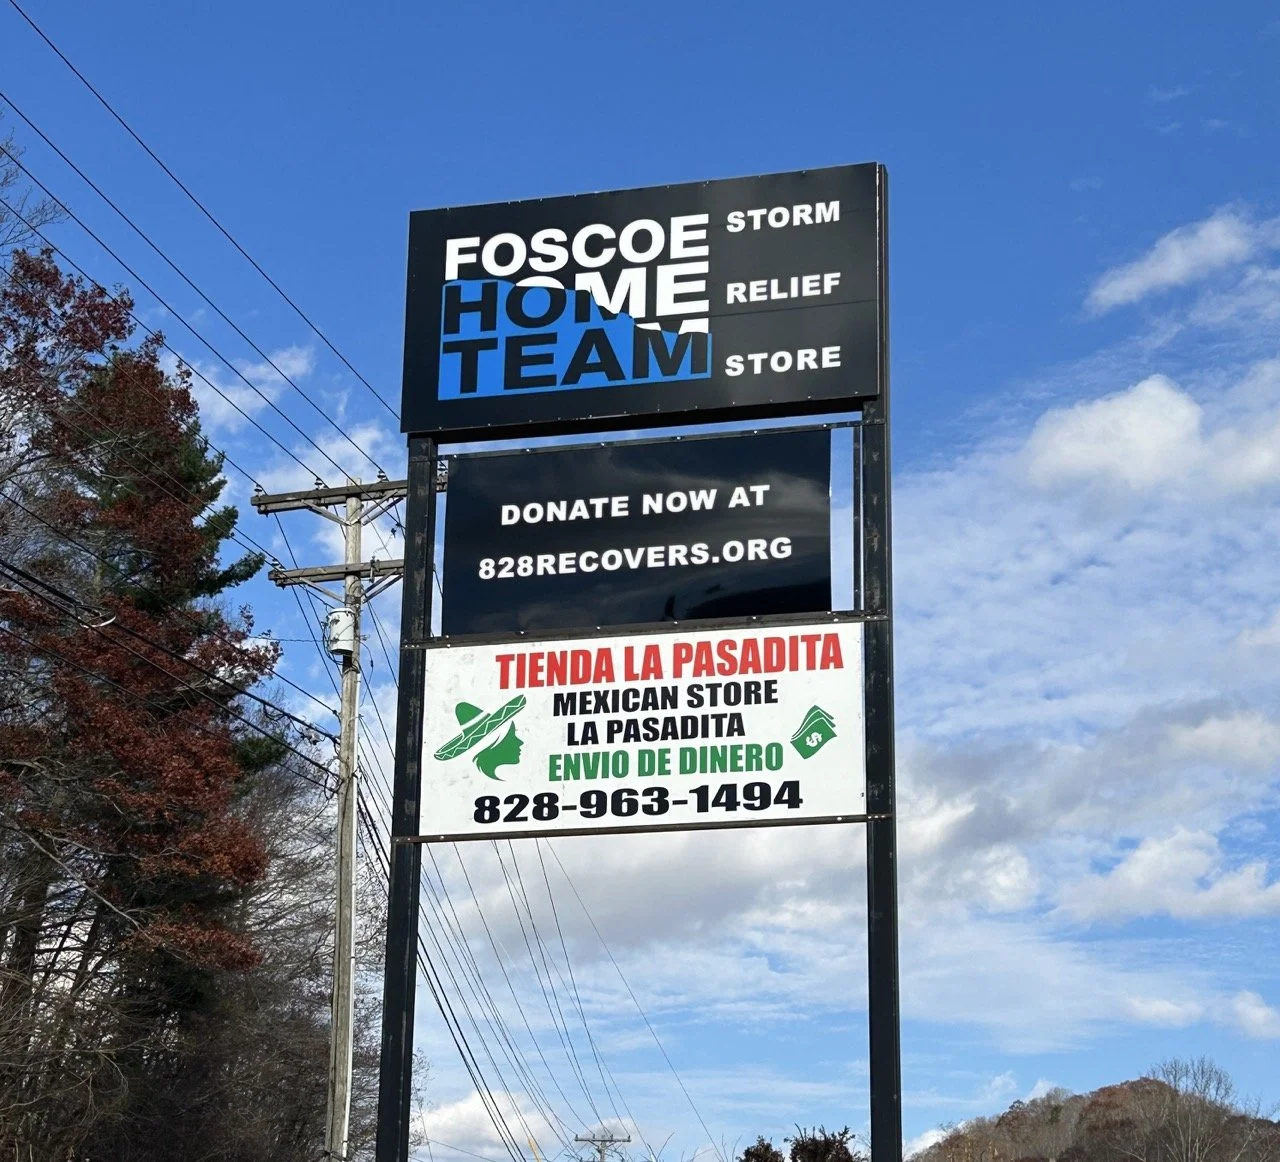 FOSCOE
HOME
TEAM
STORM
RELIEF
STORE
DONATE NOW AT
828RECOVERS.ORG
TIENDA LA PASADITA
MEXICAN STORE
LA PASADITA
ENVIO DE DINERO
$
828-963-1494